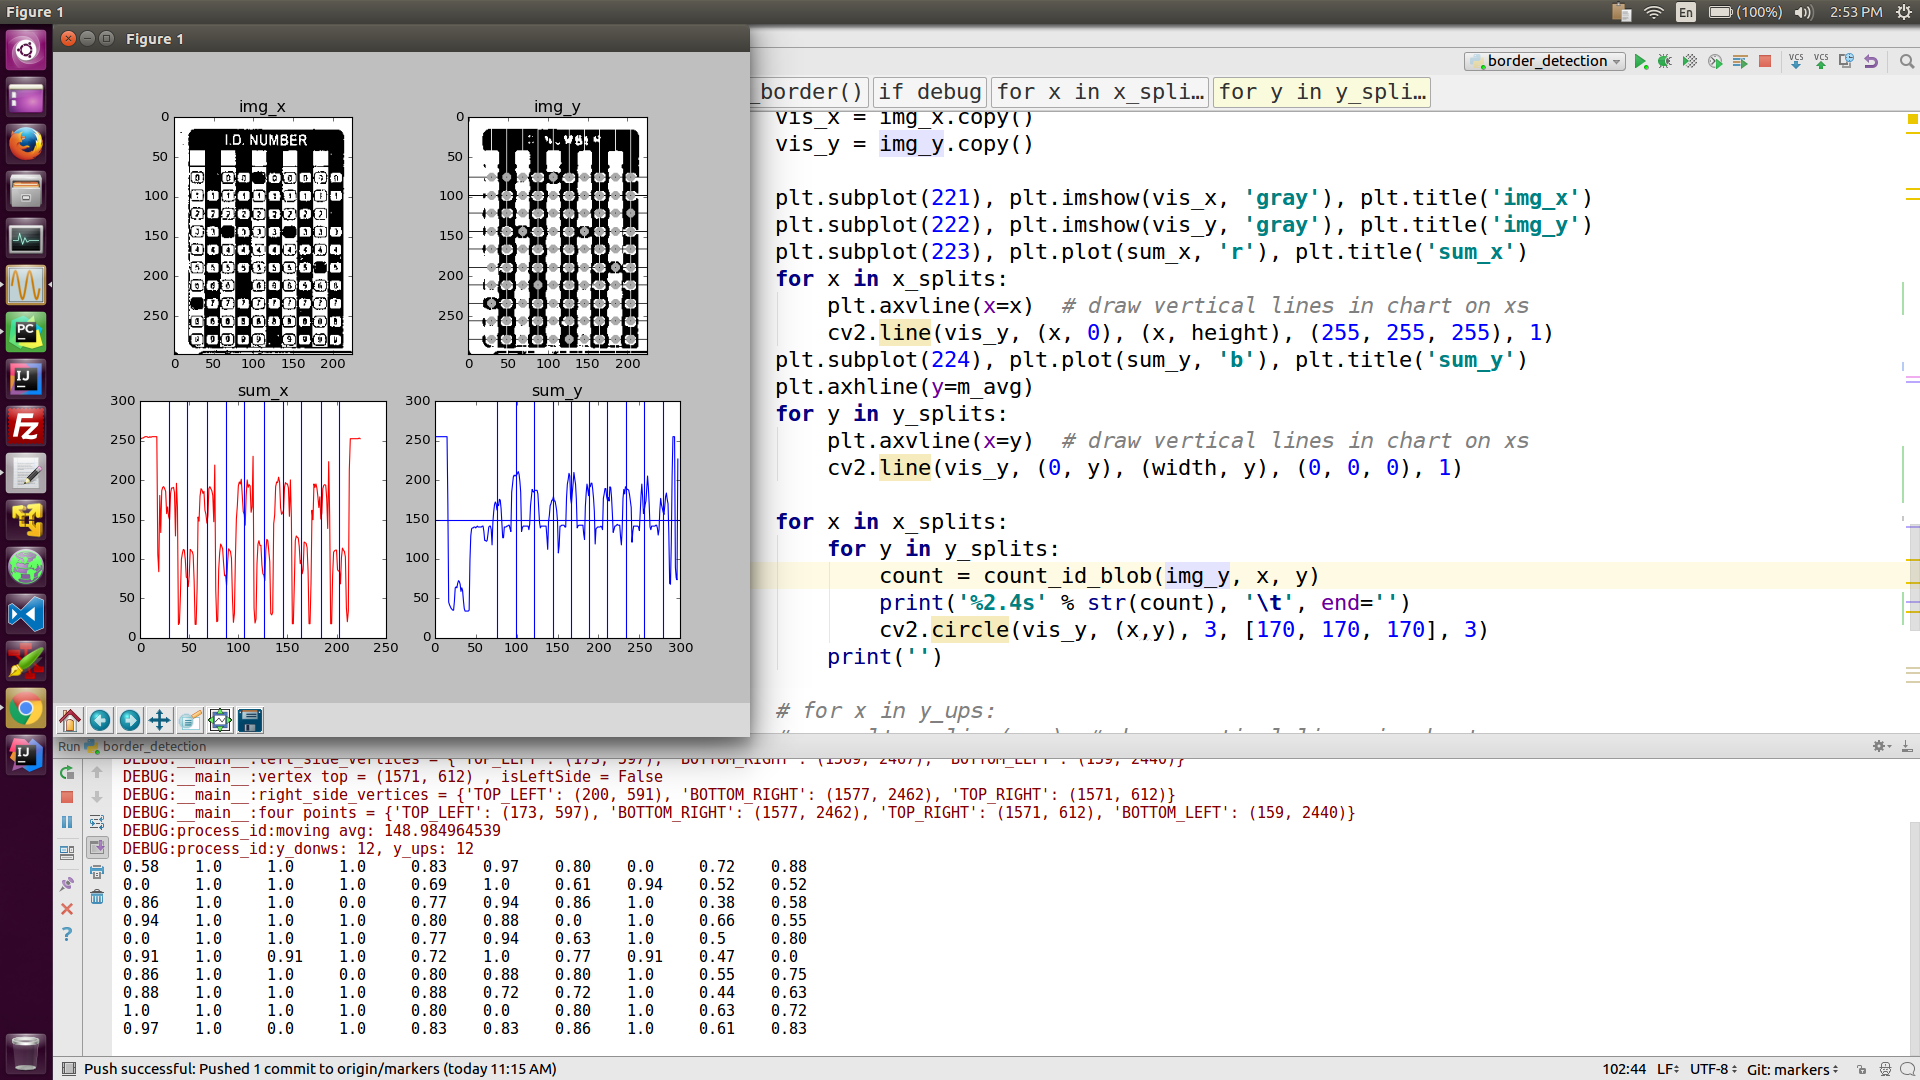 Figure 1
En
(100%)
2:53 PM
Figure 1
border_detection
_border()
if debug
for x in x_spli…
for y in y_spli…
img_x
I.D. NUMBER
0
50
100
150
200
250
0 50 100 150 200
img_y
0
50
100
150
200
250
0 50 100 150 200
sum_x
300
250
200
150
100
50
0
0 50 100 150 200 250
sum_y
300
250
200
150
100
50
0
0 50 100 150 200 250 300
vis_x = img_x.copy()
vis_y = img_y.copy()
plt.subplot(221), plt.imshow(vis_x, 'gray'), plt.title('img_x')
plt.subplot(222), plt.imshow(vis_y, 'gray'), plt.title('img_y')
plt.subplot(223), plt.plot(sum_x, 'r'), plt.title('sum_x')
for x in x_splits:
plt.axvline(x=x)  # draw vertical lines in chart on xs
cv2.line(vis_y, (x, 0), (x, height), (255, 255, 255), 1)
plt.subplot(224), plt.plot(sum_y, 'b'), plt.title('sum_y')
plt.axhline(y=m_avg)
for y in y_splits:
plt.axvline(x=y)  # draw vertical lines in chart on xs
cv2.line(vis_y, (0, y), (width, y), (0, 0, 0), 1)
for x in x_splits:
for y in y_splits:
count = count_id_blob(img_y, x, y)
print('%2.4s' % str(count), '\t', end='')
cv2.circle(vis_y, (x,y), 3, [170, 170, 170], 3)
print('')
# for x in y_ups:
Run border_detection
DEBUG:__main__:left_side_vertices = {'TOP_LEFT': (173, 597), 'BOTTOM_RIGHT': (1569, 2467), 'BOTTOM_LEFT': (159, 2440)}
DEBUG:__main__:vertex top = (1571, 612) , isLeftSide = False
DEBUG:__main__:right_side_vertices = {'TOP_LEFT': (200, 591), 'BOTTOM_RIGHT': (1577, 2462), 'TOP_RIGHT': (1571, 612)}
DEBUG:__main__:four points = {'TOP_LEFT': (173, 597), 'BOTTOM_RIGHT': (1577, 2462), 'TOP_RIGHT': (1571, 612), 'BOTTOM_LEFT': (159, 2440)}
DEBUG:process_id:moving avg: 148.984964539
DEBUG:process_id:y_donws: 12, y_ups: 12
0.58 1.0 1.0 1.0 0.83 0.97 0.80 0.0 0.72 0.88
0.0 1.0 1.0 1.0 0.69 1.0 0.61 0.94 0.52 0.52
0.86 1.0 1.0 0.0 0.77 0.94 0.86 1.0 0.38 0.58
0.94 1.0 1.0 1.0 0.80 0.88 0.0 1.0 0.66 0.55
0.0 1.0 1.0 1.0 0.77 0.94 0.63 1.0 0.5 0.80
0.91 1.0 0.91 1.0 0.72 1.0 0.77 0.91 0.47 0.0
0.86 1.0 1.0 0.0 0.80 0.88 0.80 1.0 0.55 0.75
0.88 1.0 1.0 1.0 0.88 0.72 0.72 1.0 0.44 0.63
1.0 1.0 1.0 1.0 0.80 0.0 0.80 1.0 0.63 0.72
0.97 1.0 0.0 1.0 0.83 0.83 0.86 1.0 0.61 0.83
Push successful: Pushed 1 commit to origin/markers (today 11:15 AM)
102:44 LF UTF-8 Git: markers